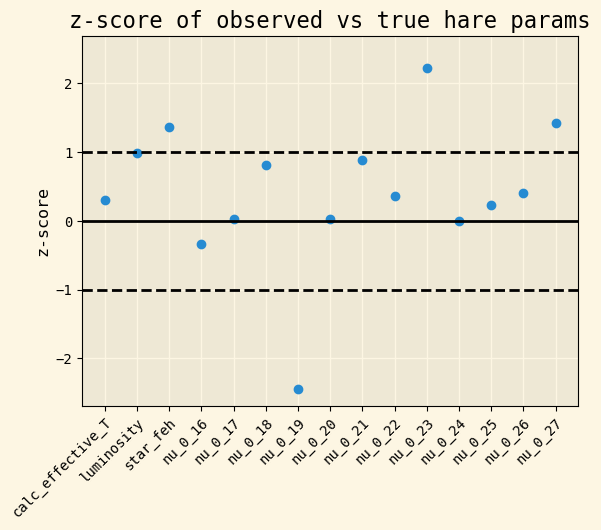 z-score of observed vs true hare params
z-score
2
1
0
−1
−2
calc_effective_T
luminosity
star_feh
nu_0_16
nu_0_17
nu_0_18
nu_0_19
nu_0_20
nu_0_21
nu_0_22
nu_0_23
nu_0_24
nu_0_25
nu_0_26
nu_0_27